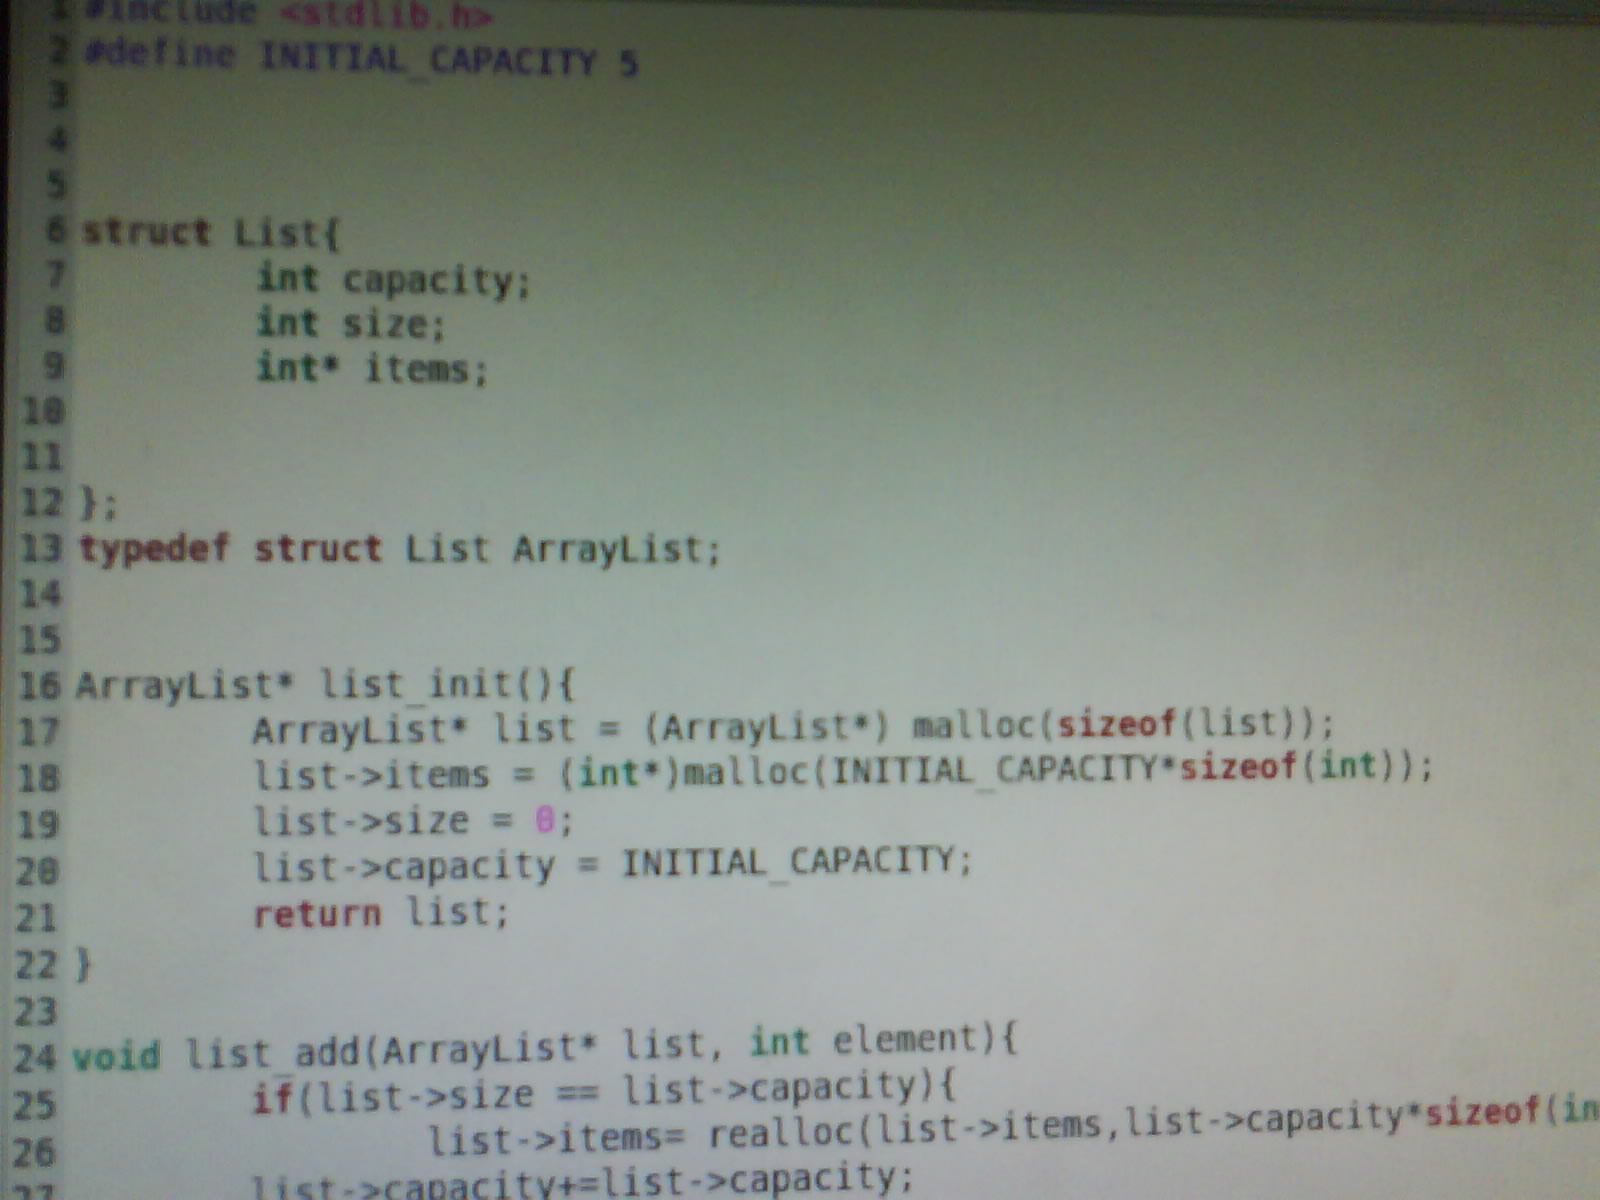 1 #include <stdlib.h>
2 #define INITIAL_CAPACITY 5
3
4
5
6 struct List{
7 int capacity;
8 int size;
9 int* items;
10
11
12 };
13 typedef struct List ArrayList;
14
15
16 ArrayList* list_init(){
17 ArrayList* list = (ArrayList*) malloc(sizeof(list));
18 list->items = (int*)malloc(INITIAL_CAPACITY*sizeof(int));
19 list->size = 0;
20 list->capacity = INITIAL_CAPACITY;
21 return list;
22 }
23
24 void list_add(ArrayList* list, int element){
25 if(list->size == list->capacity){
26 list->items= realloc(list->items,list->capacity*sizeof(in
27 list->capacity+=list->capacity;